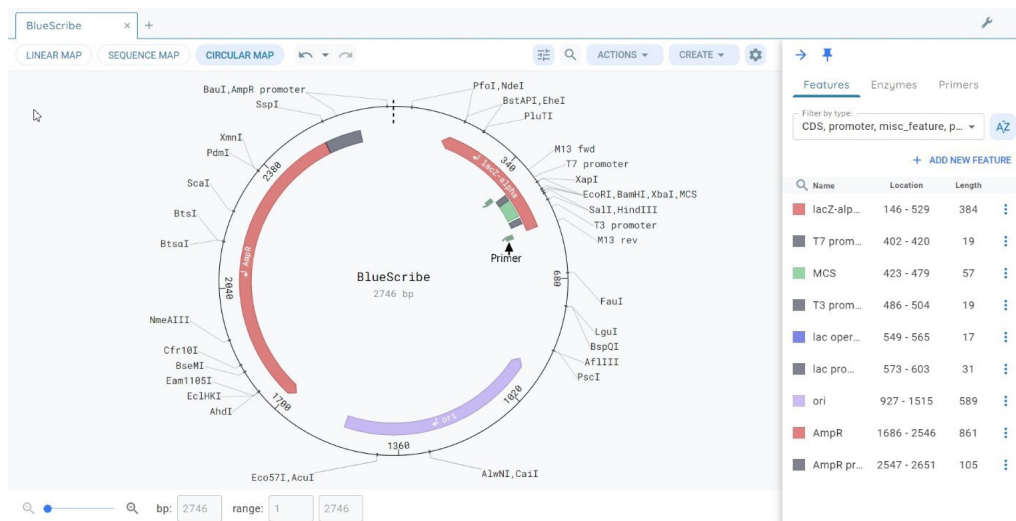 BlueScribe × +
LINEAR MAP SEQUENCE MAP CIRCULAR MAP ACTIONS CREATE
BauI,AmpR promoter
SspI
XmnI
PdmI
2380
ScaI
BtsI
BtsαI
AmpR
2040
NmeAIII
Cfr10I
BseMI
Eam1105I
EclHKI
AhdI
1700
Eco57I,AcuI
1360
AlwNI,CaiI
ori
1020
PfoI,NdeI
BstAPI,EheI
PluTI
340
lacZ-alpha
M13 fwd
T7 promoter
XapI
EcoRI,BamHI,XbaI,MCS
SalI,HindIII
T3 promoter
M13 rev
Primer
680
FauI
LguI
BspQI
AflIII
PscI
BlueScribe
2746 bp
bp: 2746 range: 1 2746
Features Enzymes Primers
Filter by type:
CDS, promoter, misc_feature, p...
AZ
+ ADD NEW FEATURE
Name Location Length
lacZ-alp... 146 - 529 384
T7 prom... 402 - 420 19
MCS 423 - 479 57
T3 prom... 486 - 504 19
lac oper... 549 - 565 17
lac pro... 573 - 603 31
ori 927 - 1515 589
AmpR 1686 - 2546 861
AmpR pr... 2547 - 2651 105